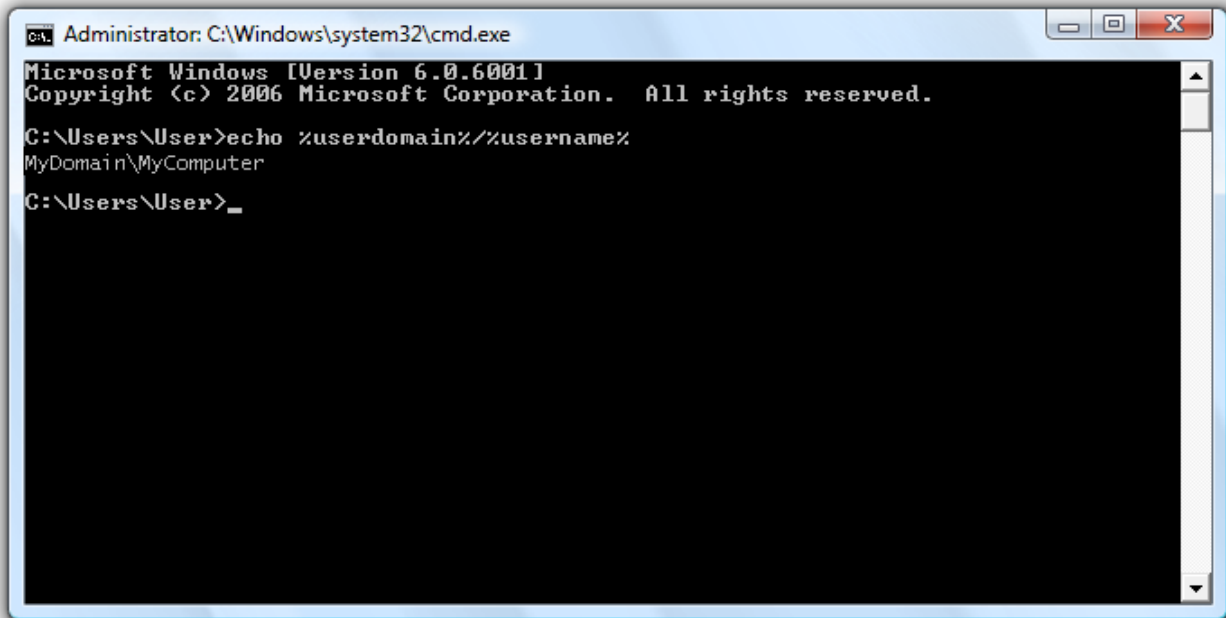 Administrator: C:\Windows\system32\cmd.exe
Microsoft Windows [Version 6.0.6001]
Copyright (c) 2006 Microsoft Corporation.  All rights reserved.
C:\Users\User>echo %userdomain%/%username%
MyDomain\MyComputer
C:\Users\User>_